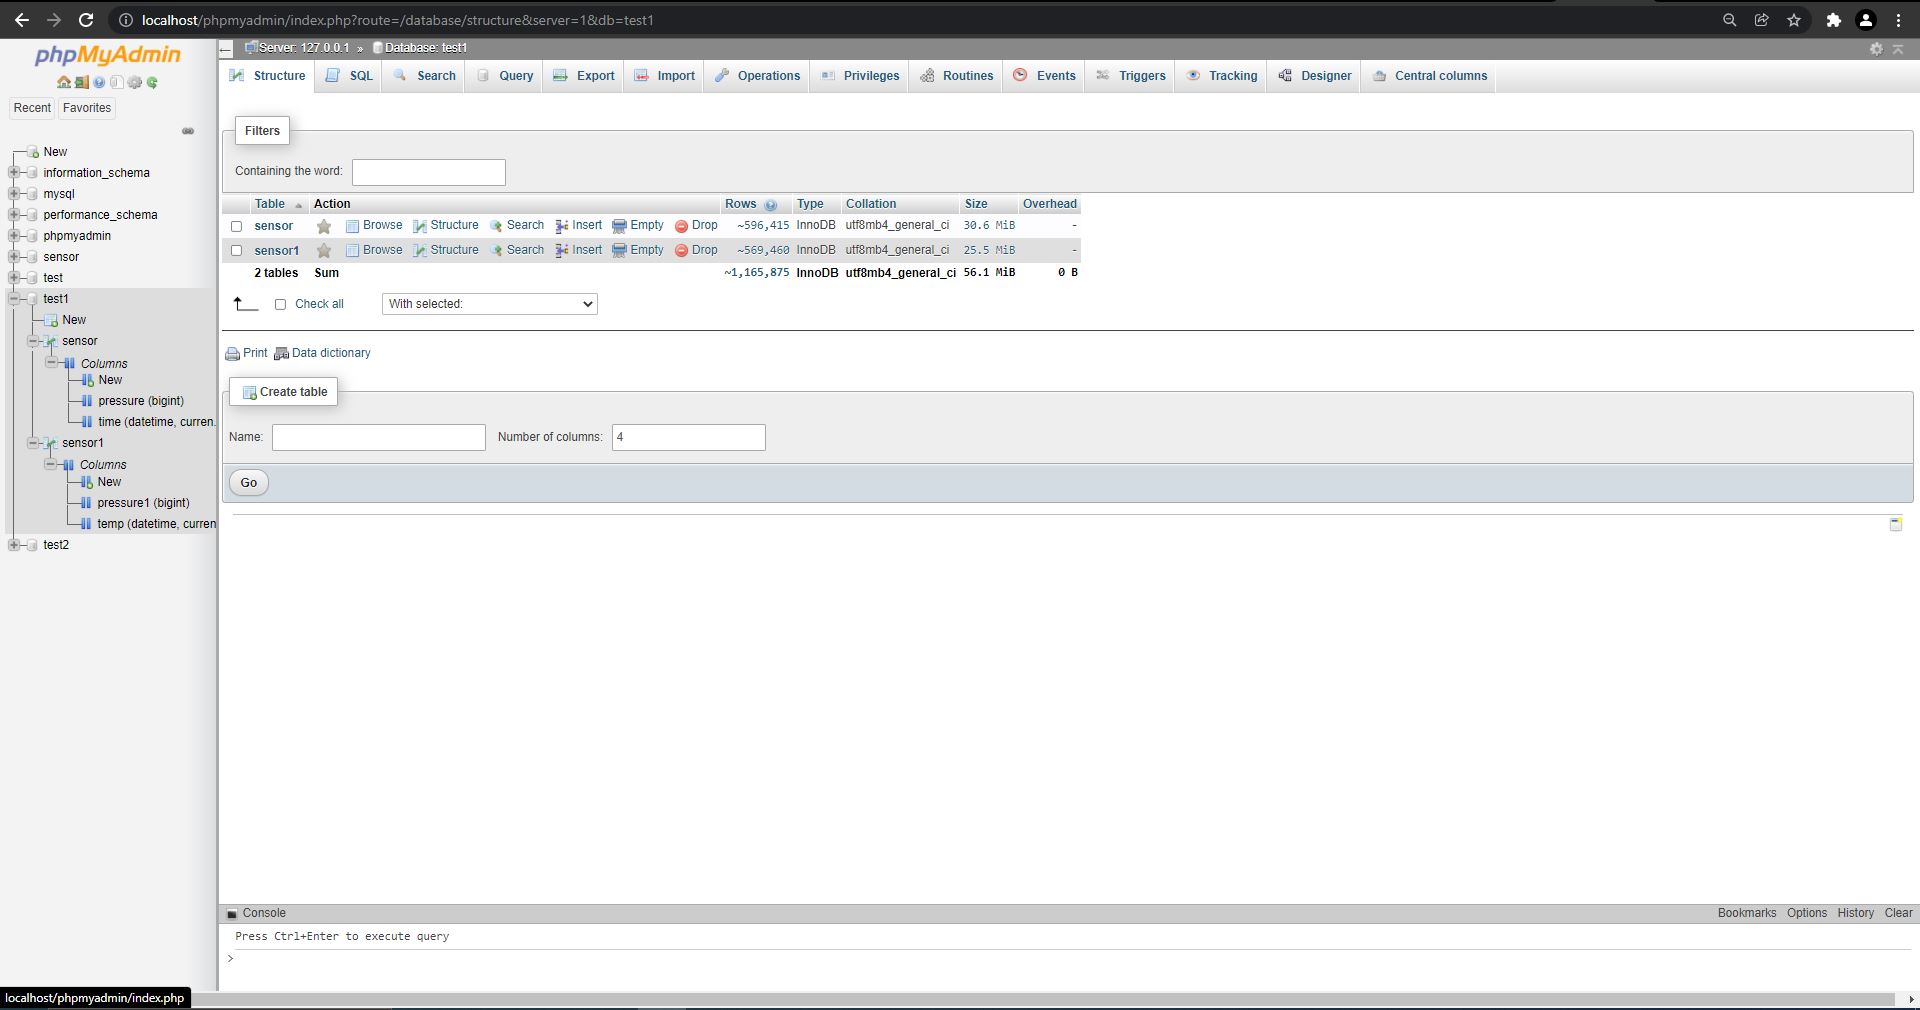 localhost/phpmyadmin/index.php?route=/database/structure&server=1&db=test1
phpMyAdmin
Recent Favorites
New
information_schema
mysql
performance_schema
phpmyadmin
sensor
test
test1
New
sensor
Columns
New
pressure (bigint)
time (datetime, curren.
sensor1
Columns
New
pressure1 (bigint)
temp (datetime, curren
test2
Server: 127.0.0.1 » Database: test1
Structure SQL Search Query Export Import Operations Privileges Routines Events Triggers Tracking Designer Central columns
Filters
Containing the word:
Table Action Rows Type Collation Size Overhead
sensor Browse Structure Search Insert Empty Drop ~596,415 InnoDB utf8mb4_general_ci 30.6 MiB -
sensor1 Browse Structure Search Insert Empty Drop ~569,460 InnoDB utf8mb4_general_ci 25.5 MiB -
2 tables Sum ~1,165,875 InnoDB utf8mb4_general_ci 56.1 MiB 0 B
Check all With selected:
Print Data dictionary
Create table
Name: Number of columns: 4
Go
Console Bookmarks Options History Clear
Press Ctrl+Enter to execute query
>
localhost/phpmyadmin/index.php